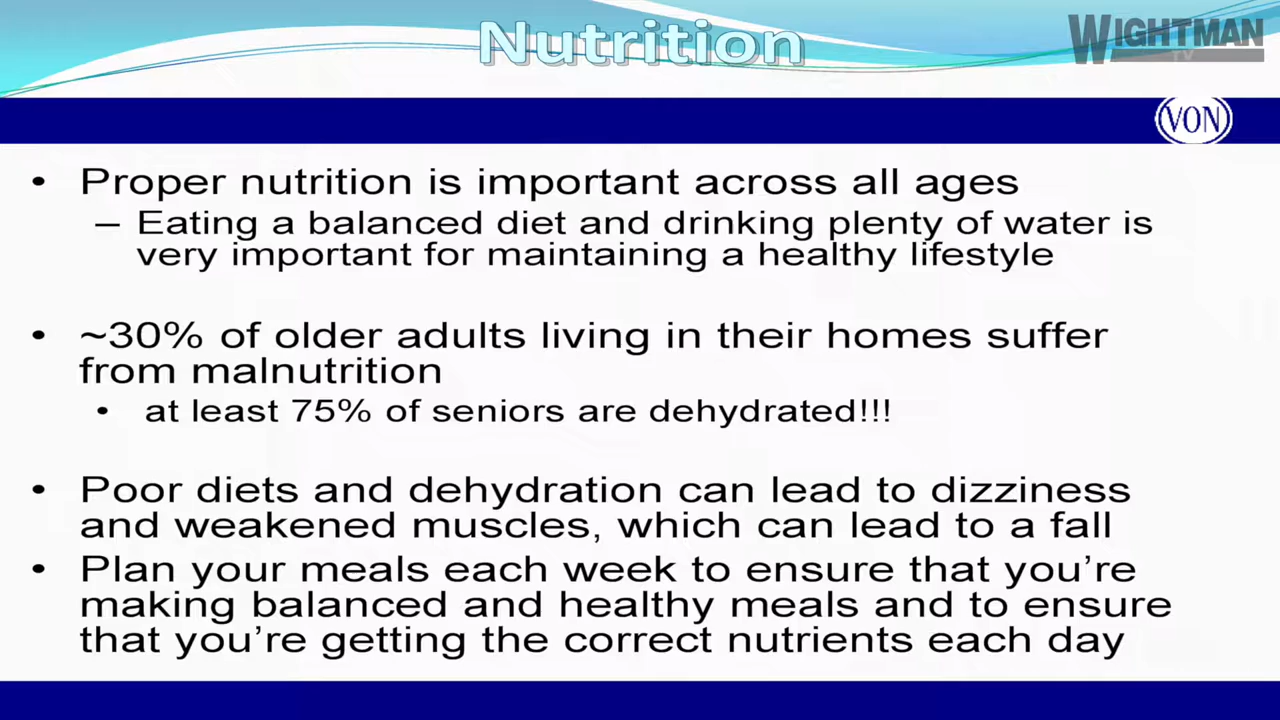 Nutrition
WIGHTMAN
TV
VON
• Proper nutrition is important across all ages
– Eating a balanced diet and drinking plenty of water is
very important for maintaining a healthy lifestyle
• ~30% of older adults living in their homes suffer
from malnutrition
• at least 75% of seniors are dehydrated!!!
• Poor diets and dehydration can lead to dizziness
and weakened muscles, which can lead to a fall
• Plan your meals each week to ensure that you’re
making balanced and healthy meals and to ensure
that you’re getting the correct nutrients each day